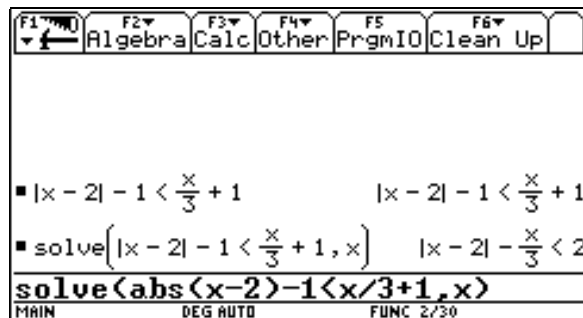 F1 F2 F3 F4 F5 F6
Algebra Calc Other PrgmIO Clean Up
▪ |x - 2| - 1 < x/3 + 1 |x - 2| - 1 < x/3 + 1
▪ solve(|x - 2| - 1 < x/3 + 1, x) |x - 2| - x/3 < 2
solve(abs(x-2)-1<x/3+1,x)
MAIN DEG AUTO FUNC 2/30